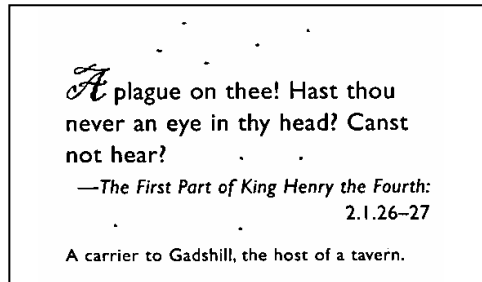 A plague on thee! Hast thou
never an eye in thy head? Canst
not hear?
—The First Part of King Henry the Fourth:
2.1.26–27
A carrier to Gadshill, the host of a tavern.